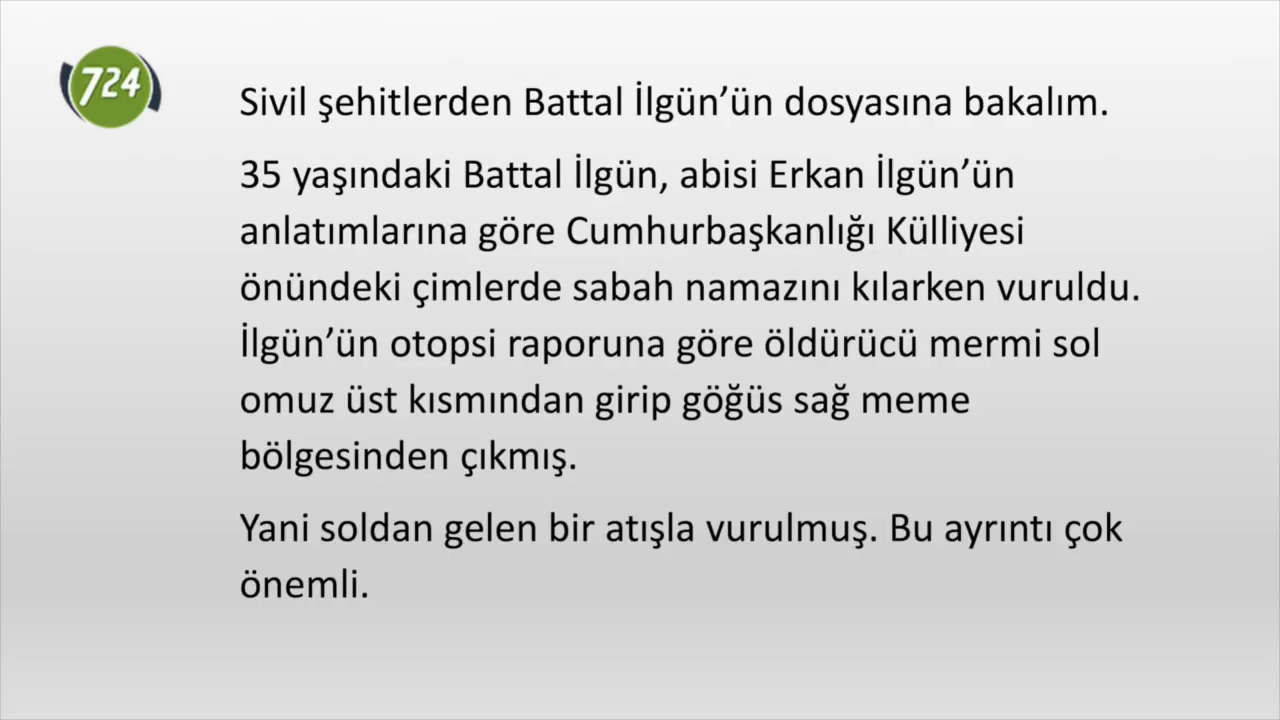 724
Sivil şehitlerden Battal İlgün’ün dosyasına bakalım.
35 yaşındaki Battal İlgün, abisi Erkan İlgün’ün
anlatımlarına göre Cumhurbaşkanlığı Külliyesi
önündeki çimlerde sabah namazını kılarken vuruldu.
İlgün’ün otopsi raporuna göre öldürücü mermi sol
omuz üst kısmından girip göğüs sağ meme
bölgesinden çıkmış.
Yani soldan gelen bir atışla vurulmuş. Bu ayrıntı çok
önemli.